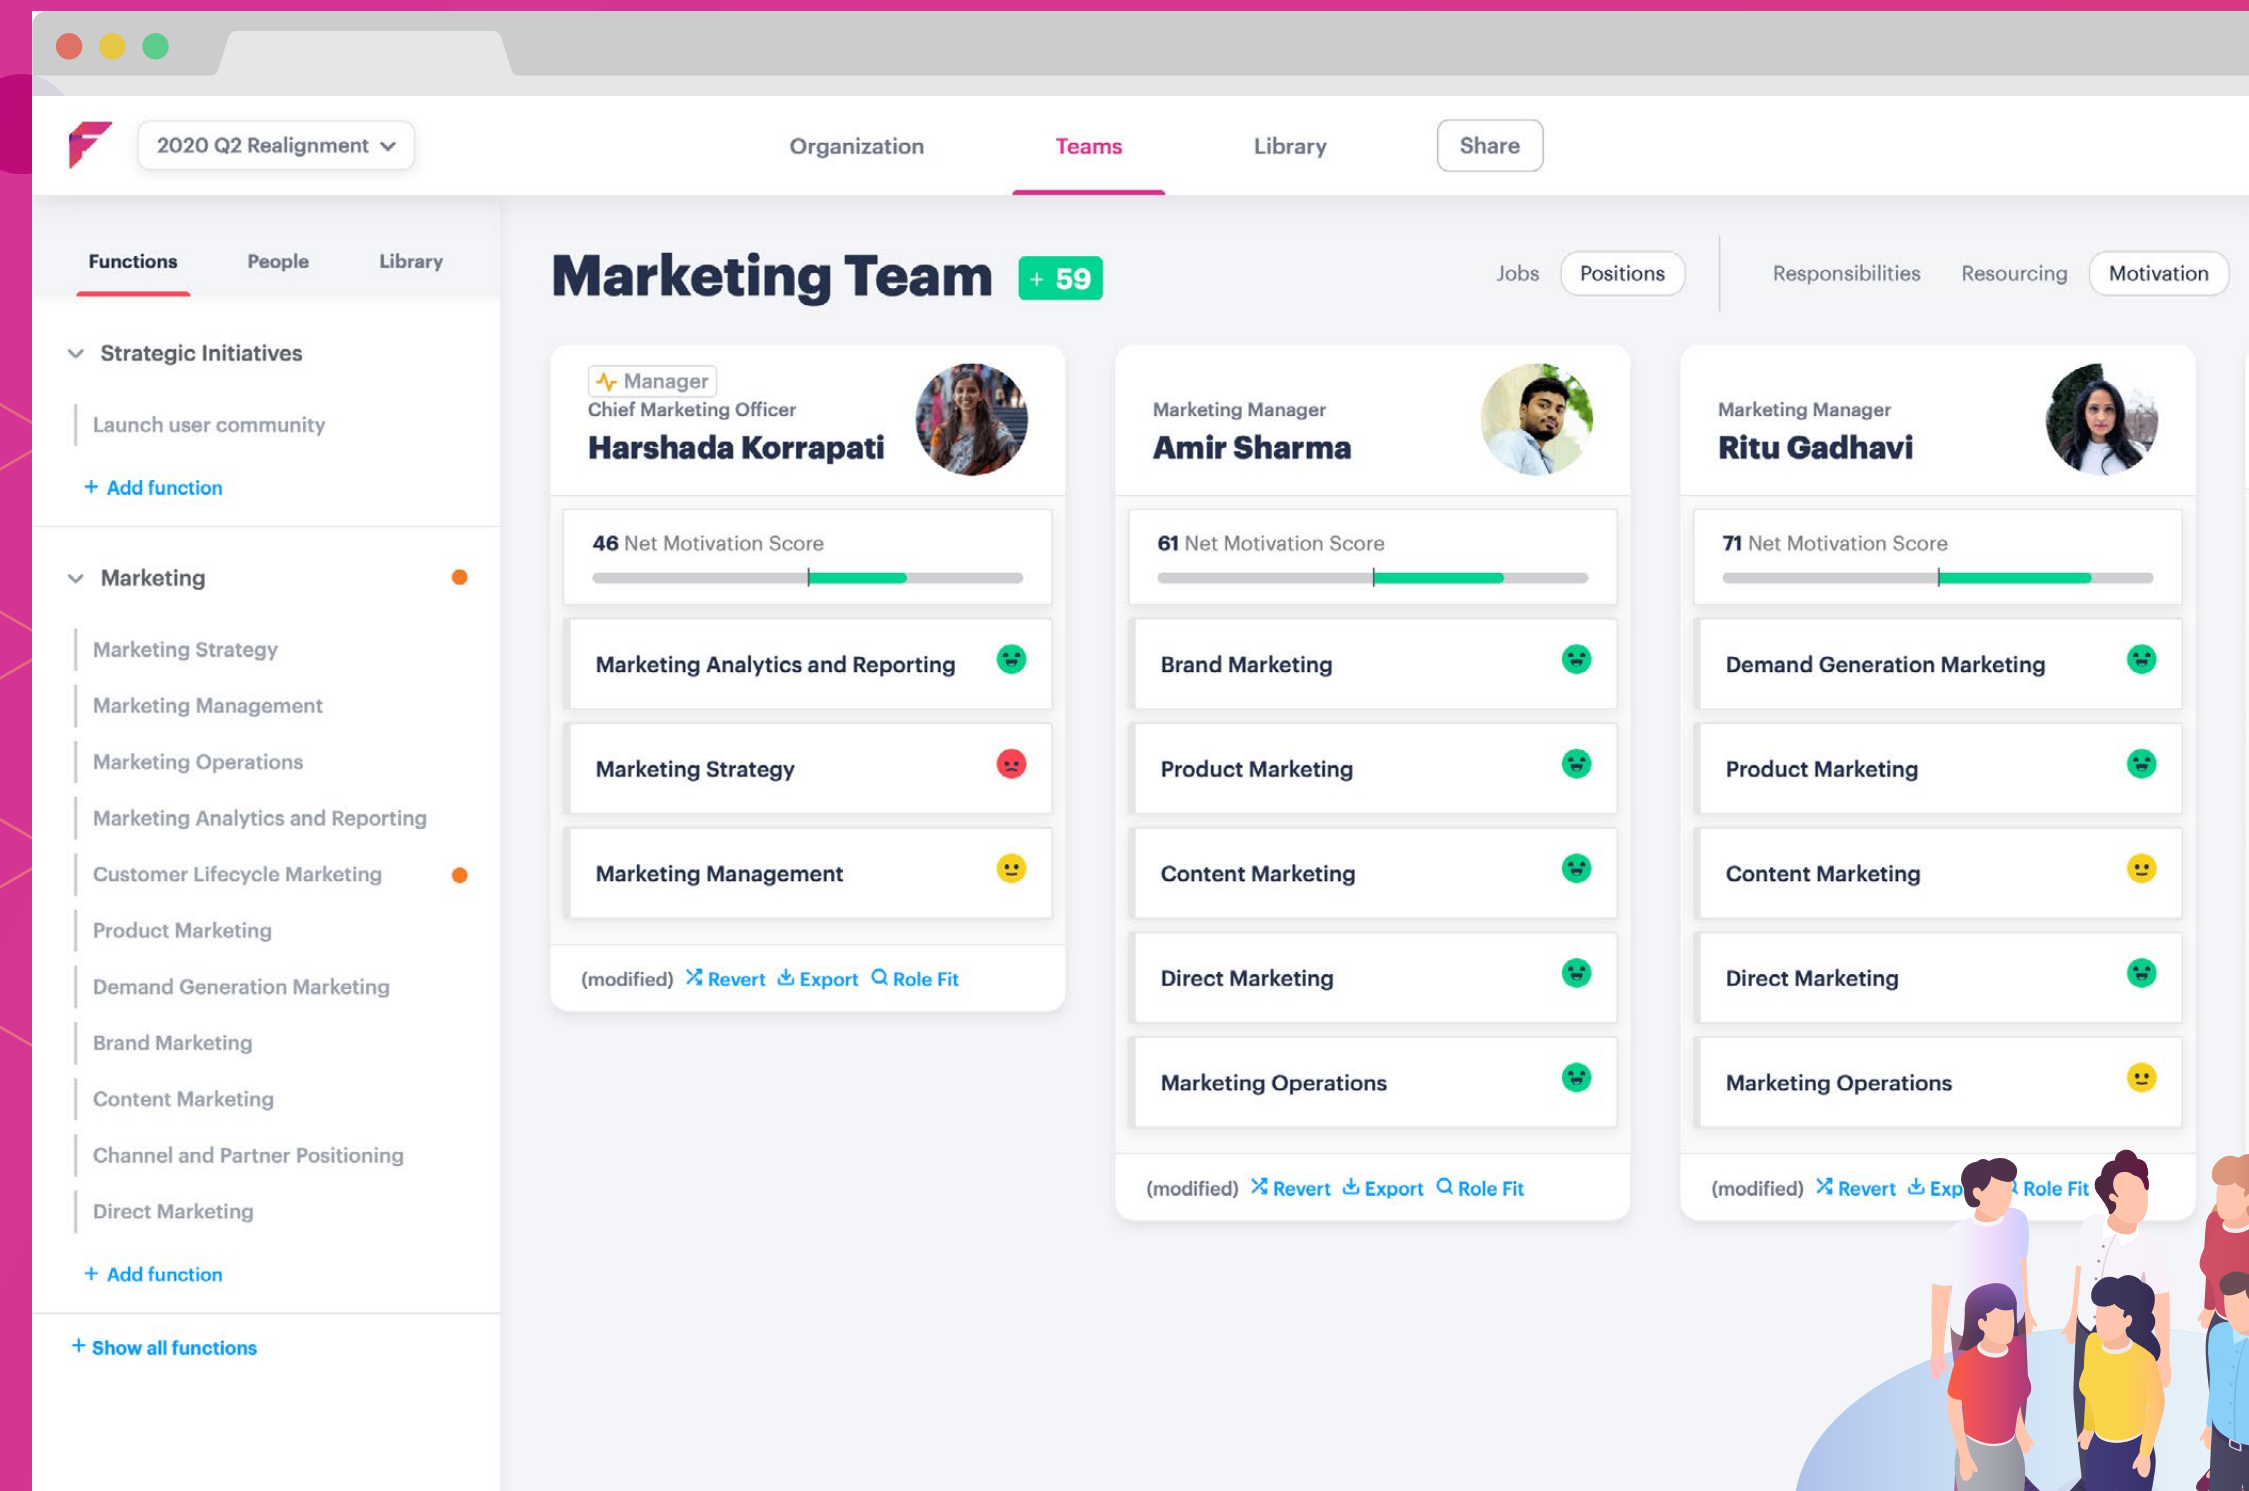 2020 Q2 Realignment
Organization
Teams
Library
Share
Functions
People
Library
Strategic Initiatives
Launch user community
+ Add function
Marketing
Marketing Strategy
Marketing Management
Marketing Operations
Marketing Analytics and Reporting
Customer Lifecycle Marketing
Product Marketing
Demand Generation Marketing
Brand Marketing
Content Marketing
Channel and Partner Positioning
Direct Marketing
+ Add function
+ Show all functions
Marketing Team + 59
Jobs
Positions
Responsibilities
Resourcing
Motivation
Manager
Chief Marketing Officer
Harshada Korrapati
46 Net Motivation Score
Marketing Analytics and Reporting
Marketing Strategy
Marketing Management
(modified) Revert Export Role Fit
Marketing Manager
Amir Sharma
61 Net Motivation Score
Brand Marketing
Product Marketing
Content Marketing
Direct Marketing
Marketing Operations
(modified) Revert Export Role Fit
Marketing Manager
Ritu Gadhavi
71 Net Motivation Score
Demand Generation Marketing
Product Marketing
Content Marketing
Direct Marketing
Marketing Operations
(modified) Revert Exp Role Fit